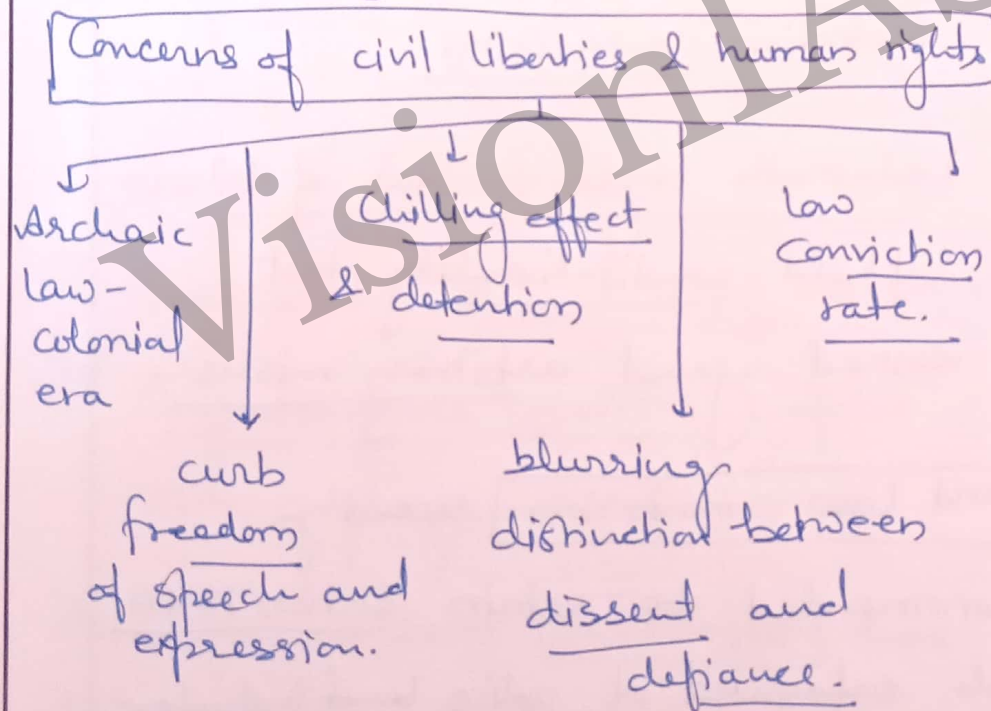 Concerns of civil liberties & human rights
Archaic
law-
colonial
era
curb
freedom
of speech and
expression.
Chilling effect
& detention
blurring
distinction between
dissent and
defiance.
low
conviction
rate.
VisionIAS